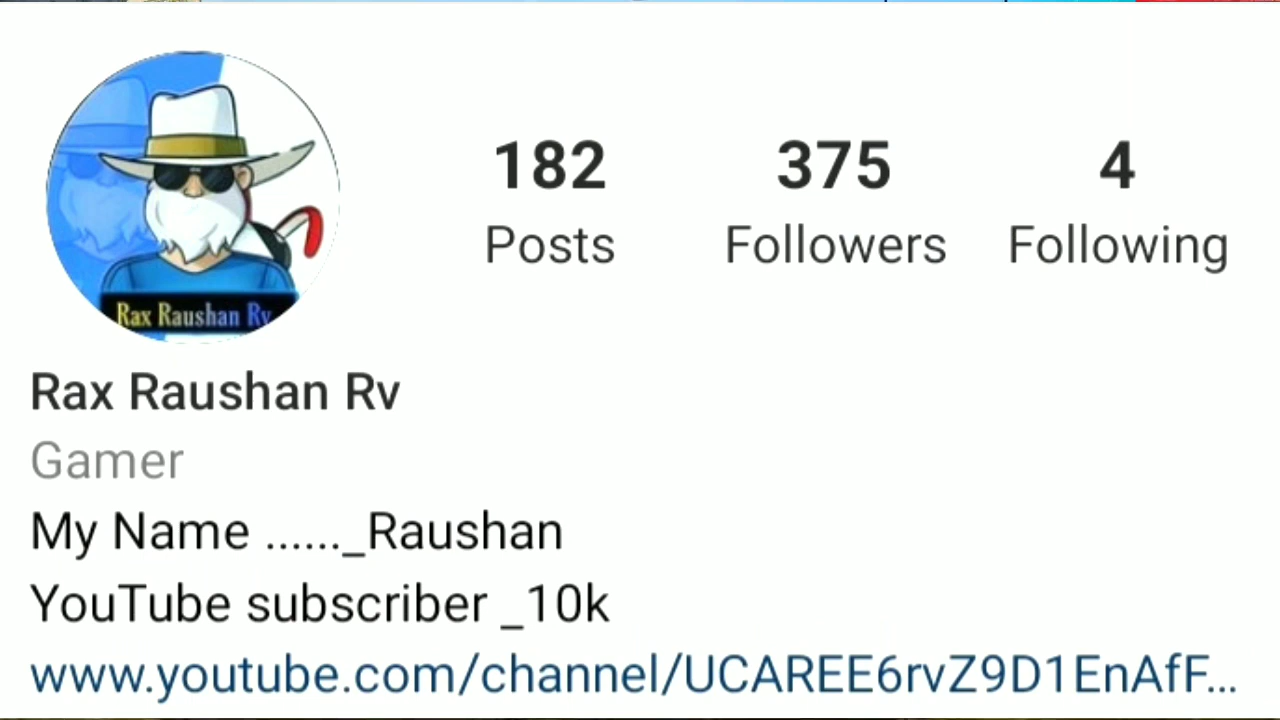 182 375 4
Posts Followers Following
Rax Raushan Rv
Rax Raushan Rv
Gamer
My Name ......_Raushan
YouTube subscriber _10k
www.youtube.com/channel/UCAREE6rvZ9D1EnAfF...